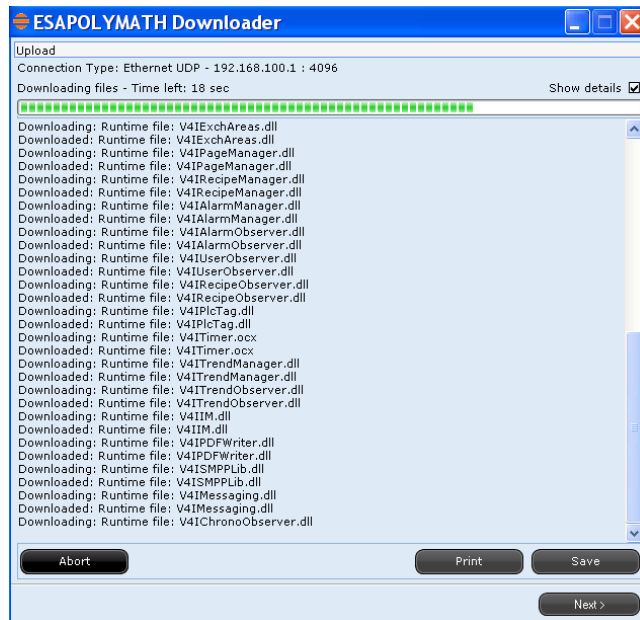 ESAPOLYMATH Downloader
Upload
Connection Type: Ethernet UDP - 192.168.100.1 : 4096
Downloading files - Time left: 18 sec Show details
Downloading: Runtime file: V4IExchAreas.dll
Downloaded: Runtime file: V4IExchAreas.dll
Downloading: Runtime file: V4IPageManager.dll
Downloaded: Runtime file: V4IPageManager.dll
Downloading: Runtime file: V4IRecipeManager.dll
Downloaded: Runtime file: V4IRecipeManager.dll
Downloading: Runtime file: V4IAlarmManager.dll
Downloaded: Runtime file: V4IAlarmManager.dll
Downloading: Runtime file: V4IAlarmObserver.dll
Downloaded: Runtime file: V4IAlarmObserver.dll
Downloading: Runtime file: V4IUserObserver.dll
Downloaded: Runtime file: V4IUserObserver.dll
Downloading: Runtime file: V4IRecipeObserver.dll
Downloaded: Runtime file: V4IRecipeObserver.dll
Downloading: Runtime file: V4IPlcTag.dll
Downloaded: Runtime file: V4IPlcTag.dll
Downloading: Runtime file: V4ITimer.ocx
Downloaded: Runtime file: V4ITimer.ocx
Downloading: Runtime file: V4ITrendManager.dll
Downloaded: Runtime file: V4ITrendManager.dll
Downloading: Runtime file: V4ITrendObserver.dll
Downloaded: Runtime file: V4ITrendObserver.dll
Downloading: Runtime file: V4IIM.dll
Downloaded: Runtime file: V4IIM.dll
Downloading: Runtime file: V4IPDFWriter.dll
Downloaded: Runtime file: V4IPDFWriter.dll
Downloading: Runtime file: V4ISMPPLib.dll
Downloaded: Runtime file: V4ISMPPLib.dll
Downloading: Runtime file: V4IMessaging.dll
Downloaded: Runtime file: V4IMessaging.dll
Downloading: Runtime file: V4IChronoObserver.dll
Abort Print Save
Next >